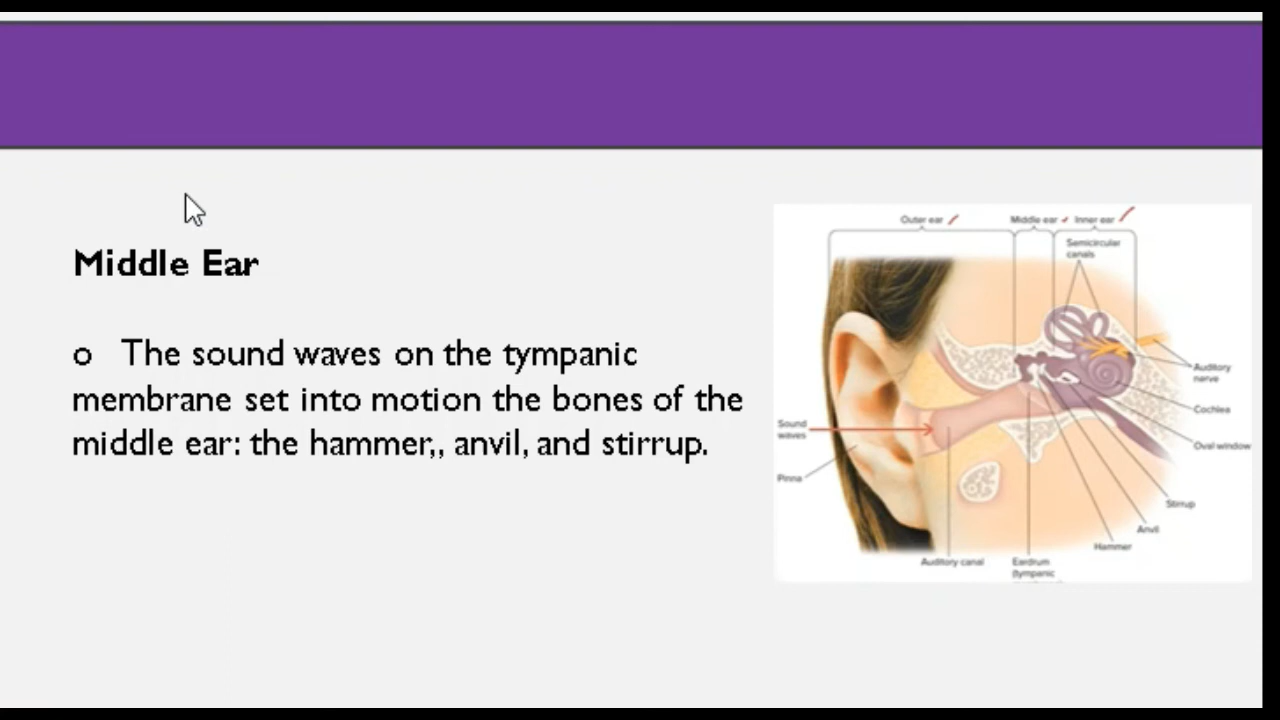 Middle Ear
o The sound waves on the tympanic
membrane set into motion the bones of the
middle ear: the hammer,, anvil, and stirrup.
Outer ear
Middle ear
Inner ear
Semicircular
canals
Auditory
nerve
Cochlea
Oval window
Stirrup
Anvil
Hammer
Eardrum
(tympanic
Auditory canal
Pinna
Sound
waves